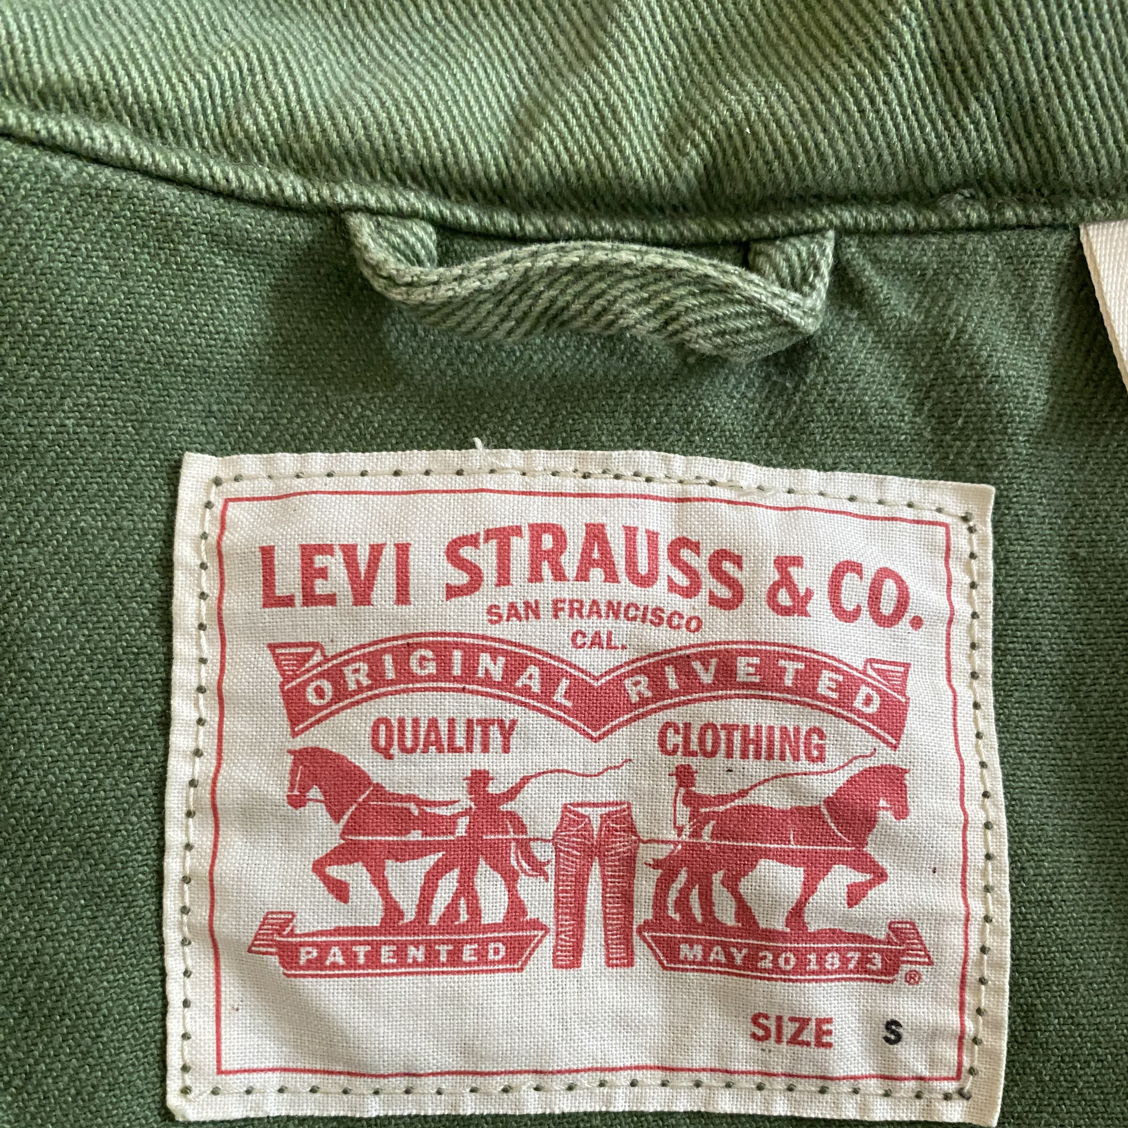 LEVI STRAUSS & CO.
SAN FRANCISCO
CAL.
ORIGINAL RIVETED
QUALITY CLOTHING
PATENTED MAY 20 1873 ®
SIZE S